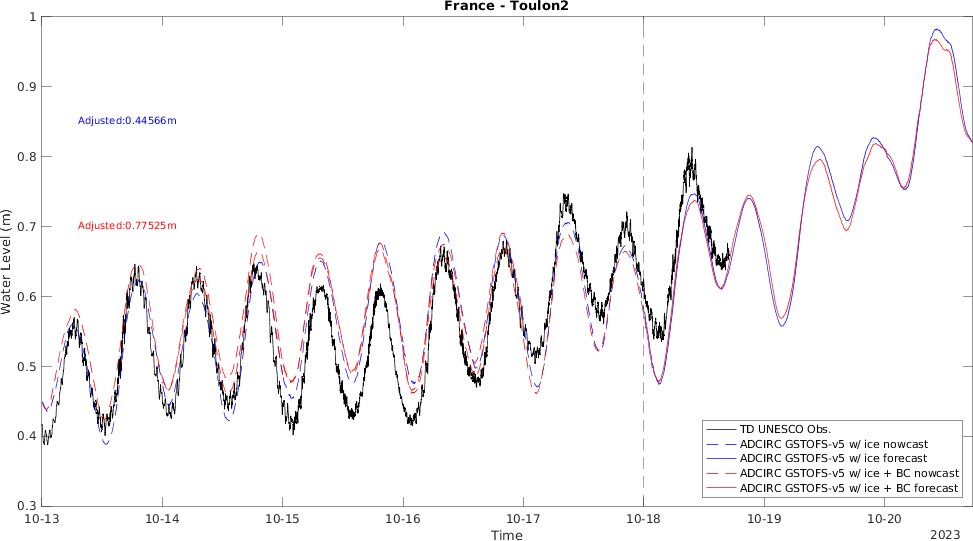 France - Toulon2
1
0.9
0.8
0.7
0.6
0.5
0.4
0.3
Water Level (m)
Adjusted:0.44566m
Adjusted:0.77525m
TD UNESCO Obs.
ADCIRC GSTOFS-v5 w/ ice nowcast
ADCIRC GSTOFS-v5 w/ ice forecast
ADCIRC GSTOFS-v5 w/ ice + BC nowcast
ADCIRC GSTOFS-v5 w/ ice + BC forecast
10-13 10-14 10-15 10-16 10-17 10-18 10-19 10-20
Time
2023